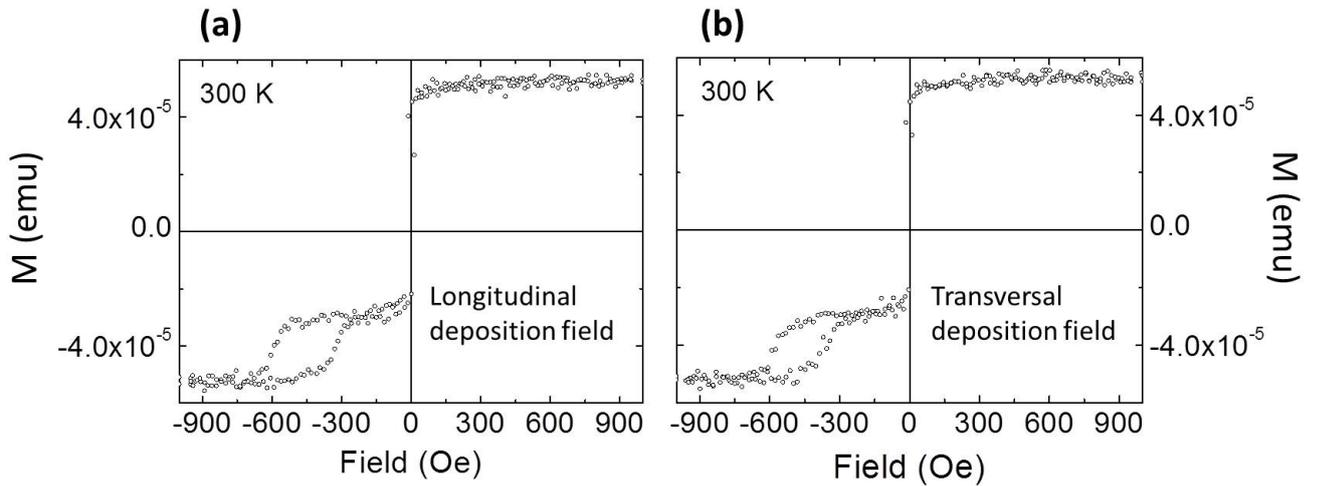 (a)
(b)
300 K
300 K
4.0x10⁻⁵
4.0x10⁻⁵
M (emu)
M (emu)
0.0
0.0
Longitudinal
deposition field
Transversal
deposition field
-4.0x10⁻⁵
-4.0x10⁻⁵
-900 -600 -300 0 300 600 900
-900 -600 -300 0 300 600 900
Field (Oe)
Field (Oe)